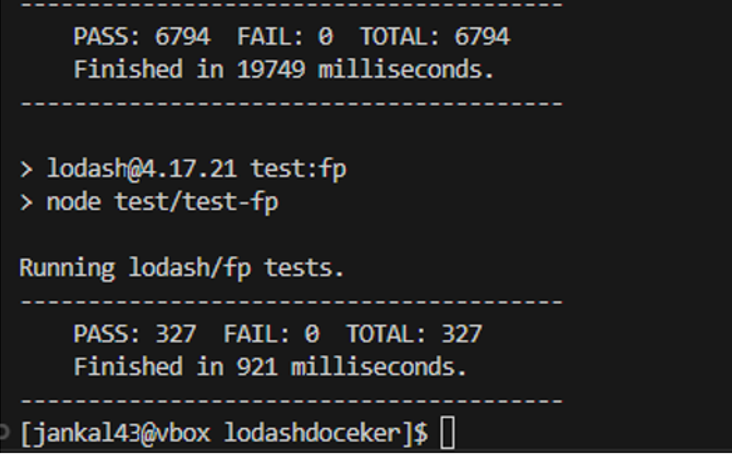 ----------------------------------------
PASS: 6794  FAIL: 0  TOTAL: 6794
Finished in 19749 milliseconds.
----------------------------------------
> lodash@4.17.21 test:fp
> node test/test-fp
Running lodash/fp tests.
----------------------------------------
PASS: 327  FAIL: 0  TOTAL: 327
Finished in 921 milliseconds.
----------------------------------------
[jankal43@vbox lodashdoceker]$